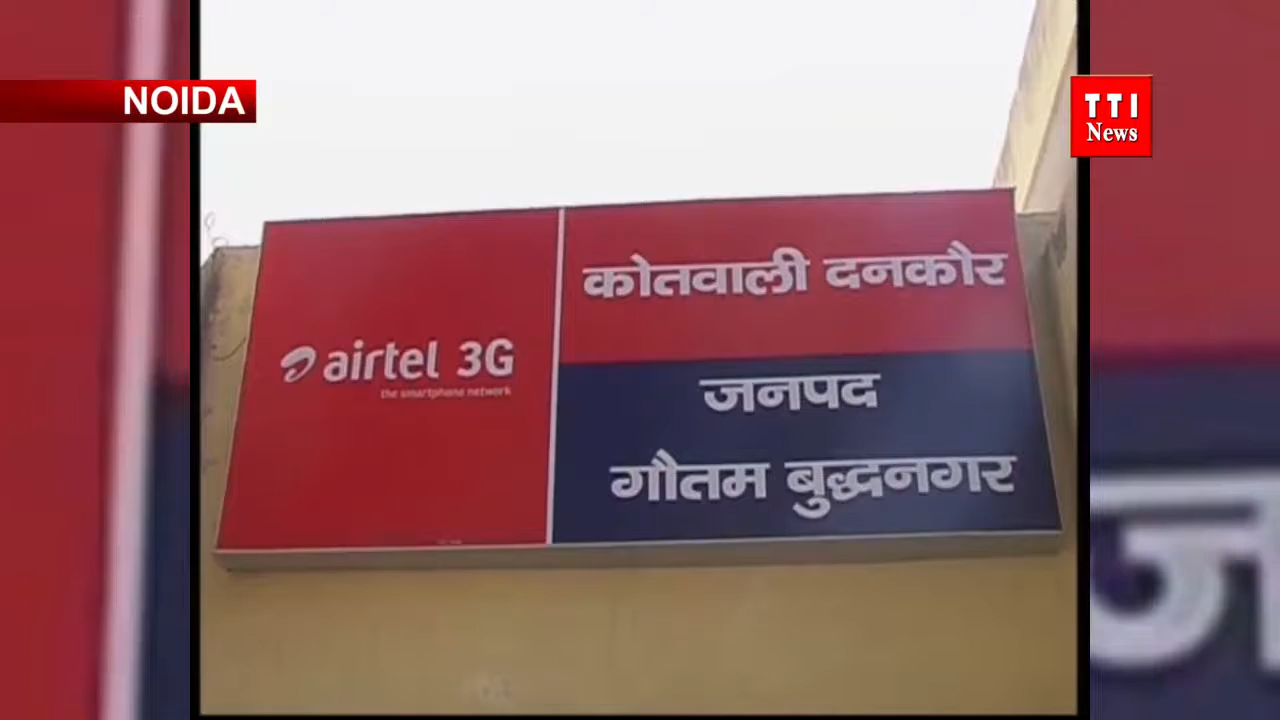 NOIDA
TTI
News
airtel 3G
the smartphone network
कोतवाली दनकौर
जनपद
गौतम बुद्धनगर